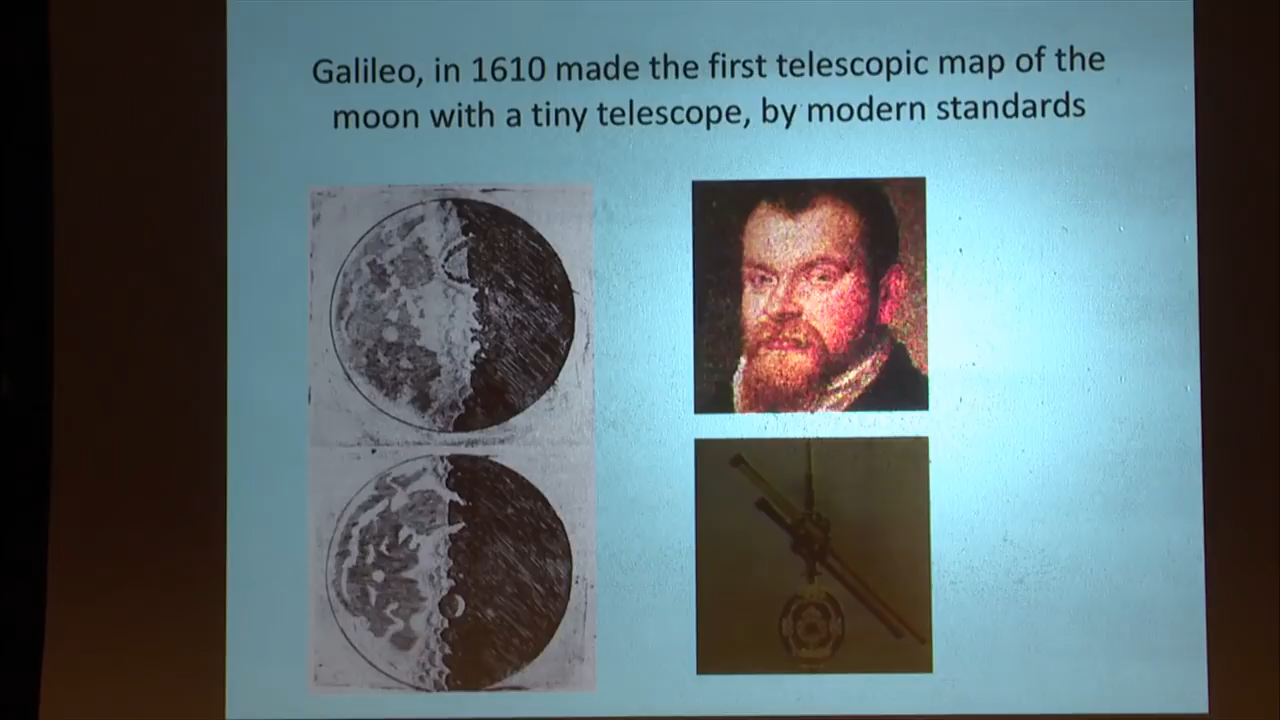 Galileo, in 1610 made the first telescopic map of the
moon with a tiny telescope, by modern standards